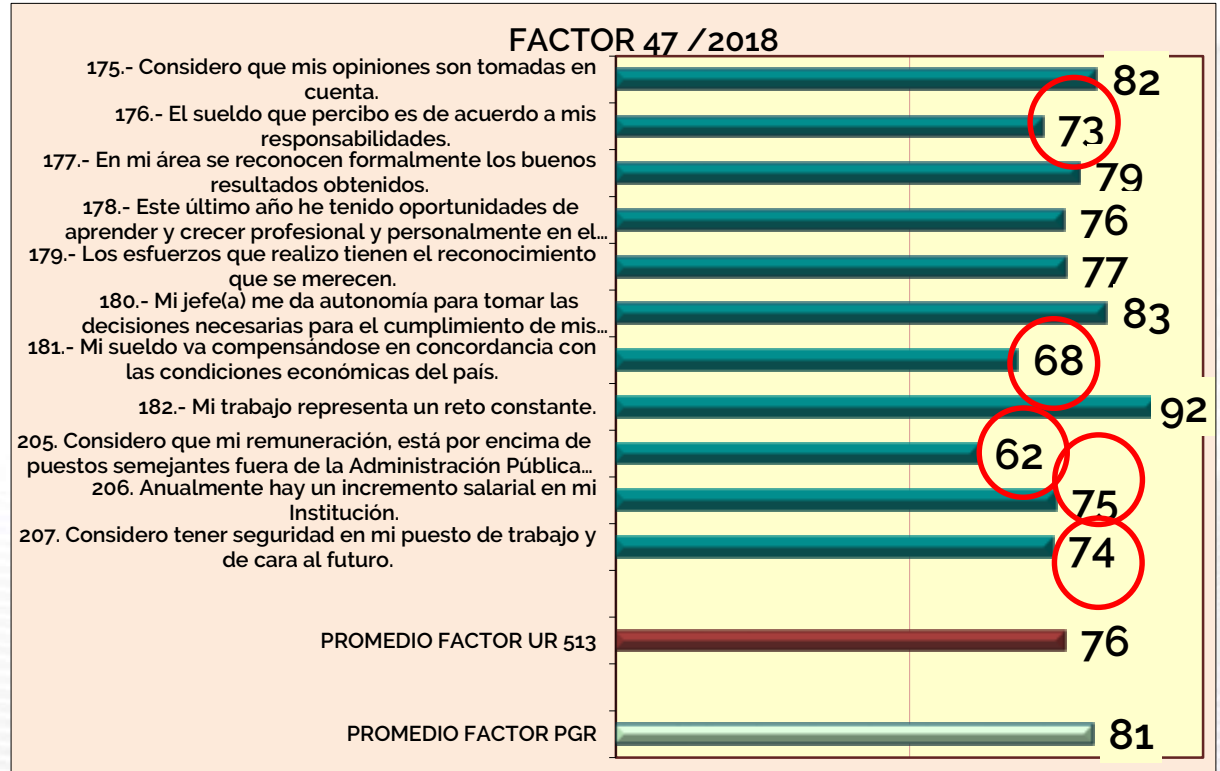 FACTOR 47 /2018
175.- Considero que mis opiniones son tomadas en
cuenta.
82
176.- El sueldo que percibo es de acuerdo a mis
responsabilidades.
73
177.- En mi área se reconocen formalmente los buenos
resultados obtenidos.
79
178.- Este último año he tenido oportunidades de
aprender y crecer profesional y personalmente en el...
76
179.- Los esfuerzos que realizo tienen el reconocimiento
que se merecen.
77
180.- Mi jefe(a) me da autonomía para tomar las
decisiones necesarias para el cumplimiento de mis...
83
181.- Mi sueldo va compensándose en concordancia con
las condiciones económicas del país.
68
182.- Mi trabajo representa un reto constante.
92
205. Considero que mi remuneración, está por encima de
puestos semejantes fuera de la Administración Pública...
62
206. Anualmente hay un incremento salarial en mi
Institución.
75
207. Considero tener seguridad en mi puesto de trabajo y
de cara al futuro.
74
PROMEDIO FACTOR UR 513
76
PROMEDIO FACTOR PGR
81